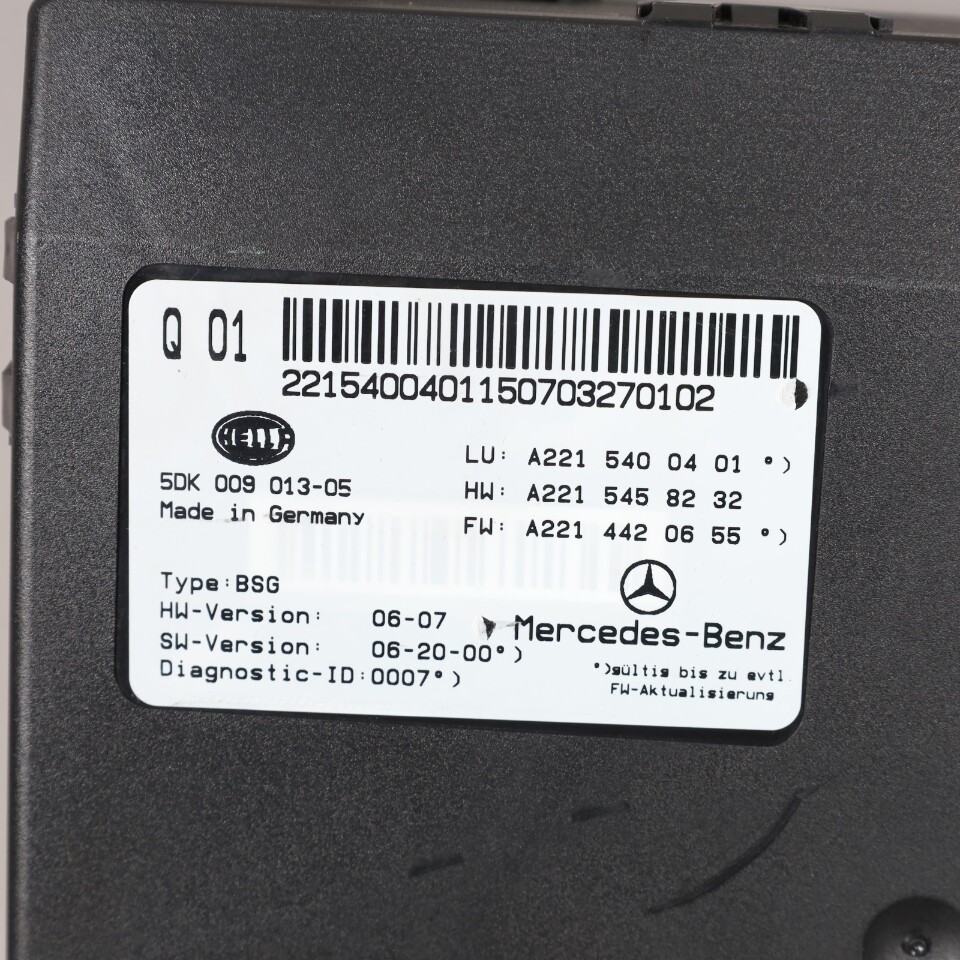 Q 01
2215400401150703270102
HELLA
LU: A221 540 04 01 °)
5DK 009 013-05
HW: A221 545 82 32
Made in Germany
FW: A221 442 06 55 °)
Type:BSG
HW-Version: 06-07
Mercedes-Benz
SW-Version: 06-20-00°)
Diagnostic-ID:0007°)
°)gültig bis zu evtl.
FW-Aktualisierung